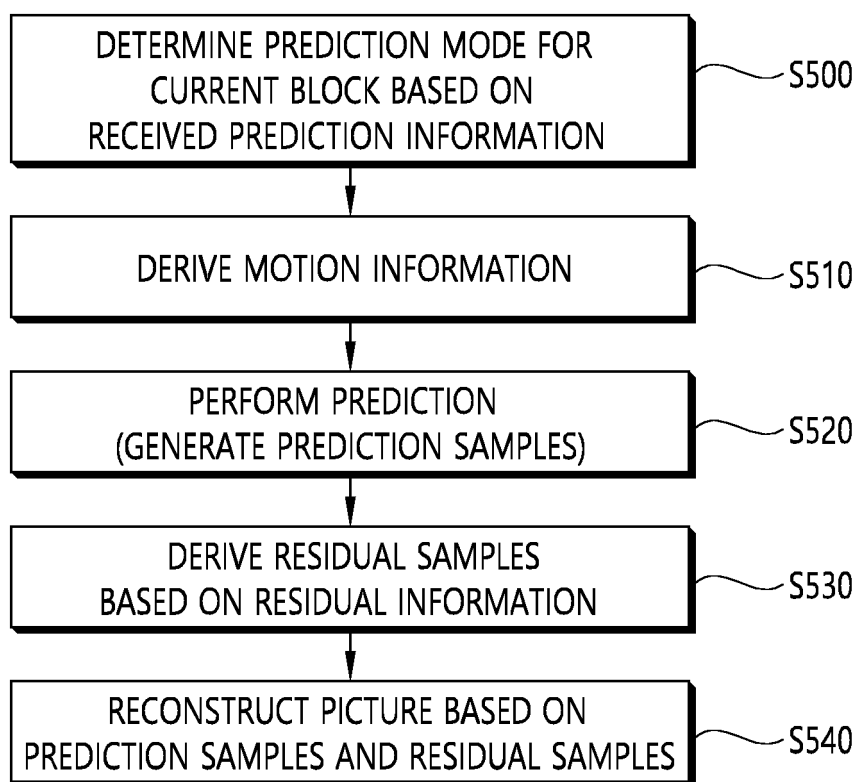 DETERMINE PREDICTION MODE FOR
CURRENT BLOCK BASED ON
RECEIVED PREDICTION INFORMATION
S500
DERIVE MOTION INFORMATION
S510
PERFORM PREDICTION
(GENERATE PREDICTION SAMPLES)
S520
DERIVE RESIDUAL SAMPLES
BASED ON RESIDUAL INFORMATION
S530
RECONSTRUCT PICTURE BASED ON
PREDICTION SAMPLES AND RESIDUAL SAMPLES
S540